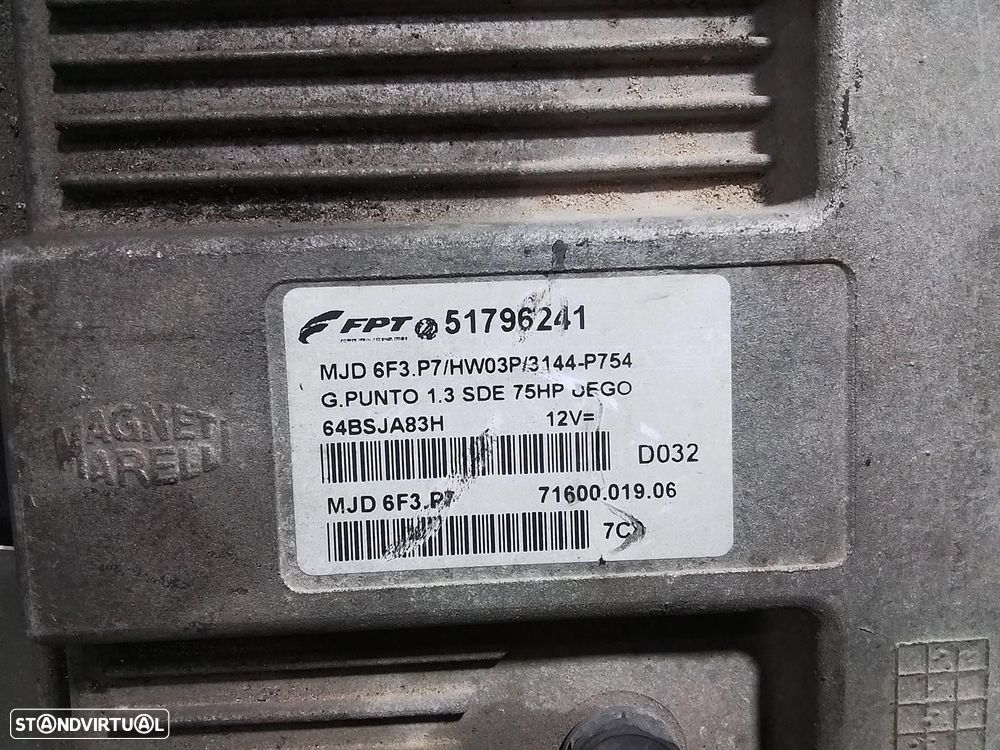 FPT 51796241
MJD 6F3.P7/HW03P/3144-P754
G.PUNTO 1.3 SDE 75HP UEGO
64BSJA83H 12V=
D032
MJD 6F3.P7 71600.019.06
MAGNETI
MARELLI
STANDVIRTUAL